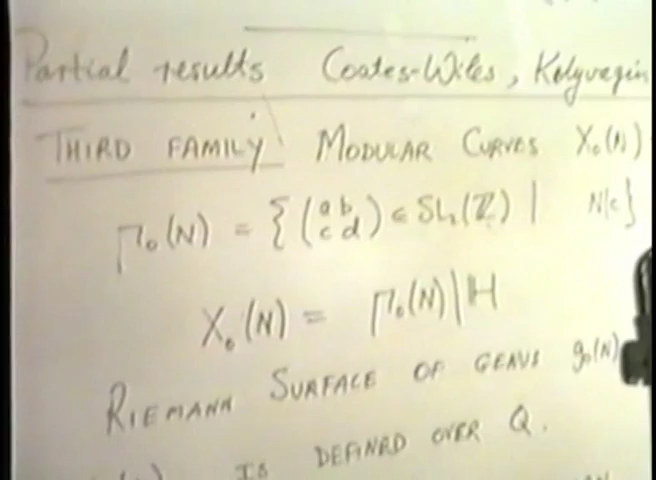 Partial results Coates-Wiles, Kolyvagin
THIRD FAMILY MODULAR CURVES X₀(N)
Γ₀(N) = { (a b c d) ∈ SL₂(ℤ) | N|c }
X₀(N) = Γ₀(N)\ℍ
RIEMANN SURFACE OF GENUS g₀(N)
IS DEFINED OVER Q.